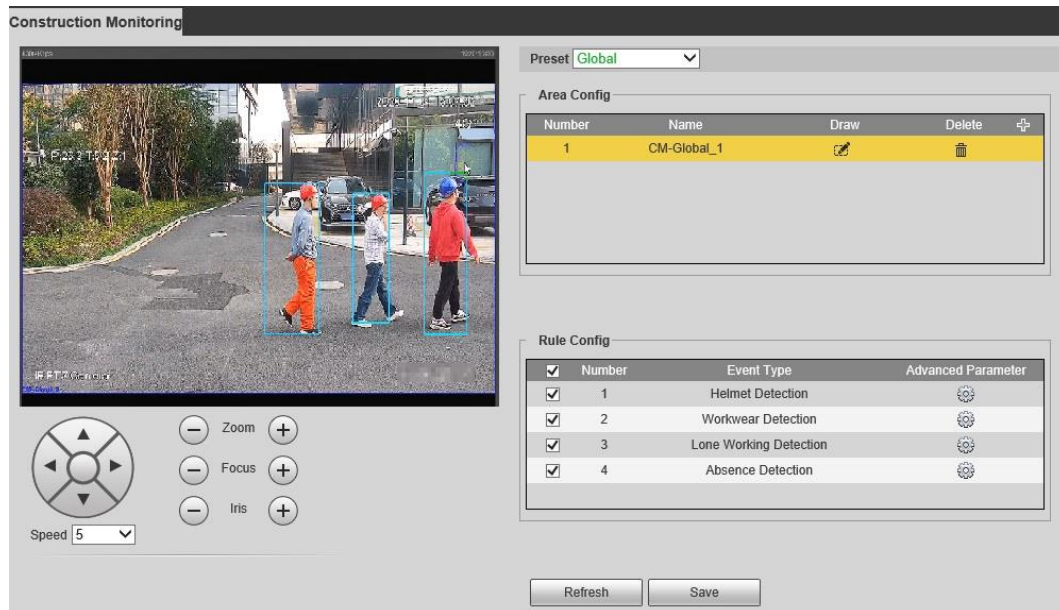 Construction Monitoring
Preset Global
Area Config
Number Name Draw Delete
1 CM-Global_1
Rule Config
Number Event Type Advanced Parameter
1 Helmet Detection
2 Workwear Detection
3 Lone Working Detection
4 Absence Detection
Zoom
Focus
Iris
Speed 5
Refresh Save